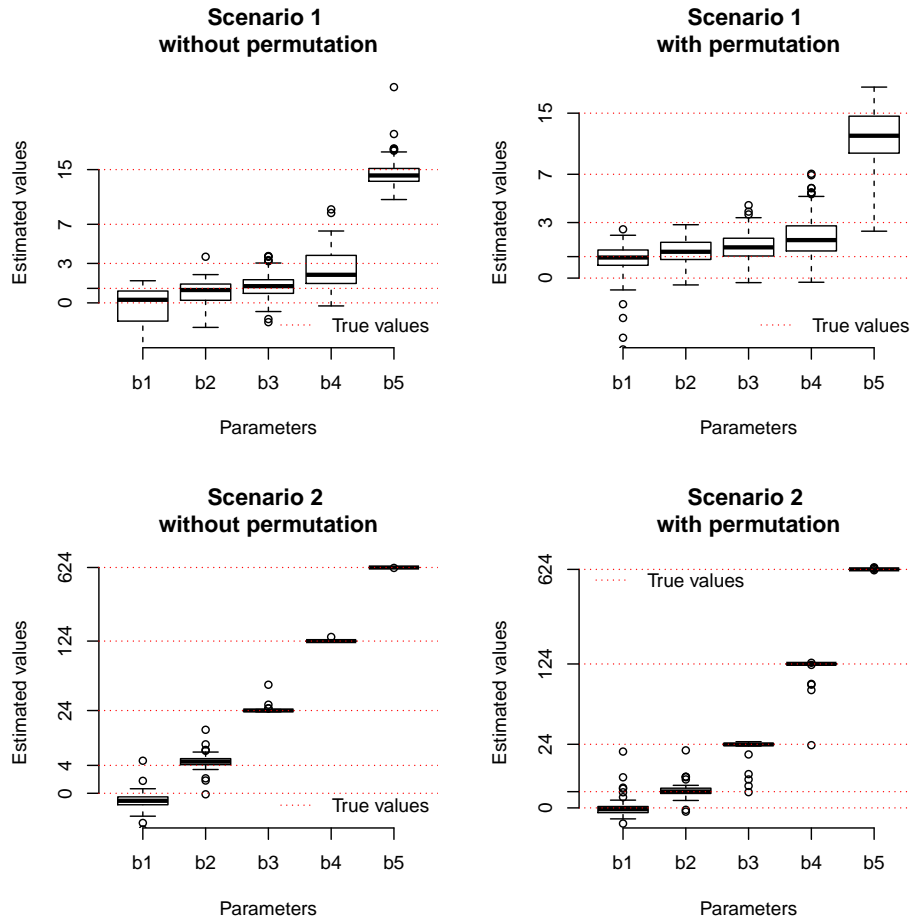 Scenario 1
without permutation
Estimated values
15
7
3
0
True values
b1 b2 b3 b4 b5
Parameters
Scenario 1
with permutation
Estimated values
15
7
3
0
True values
b1 b2 b3 b4 b5
Parameters
Scenario 2
without permutation
Estimated values
624
124
24
4
0
True values
b1 b2 b3 b4 b5
Parameters
Scenario 2
with permutation
Estimated values
624
124
24
0
True values
b1 b2 b3 b4 b5
Parameters